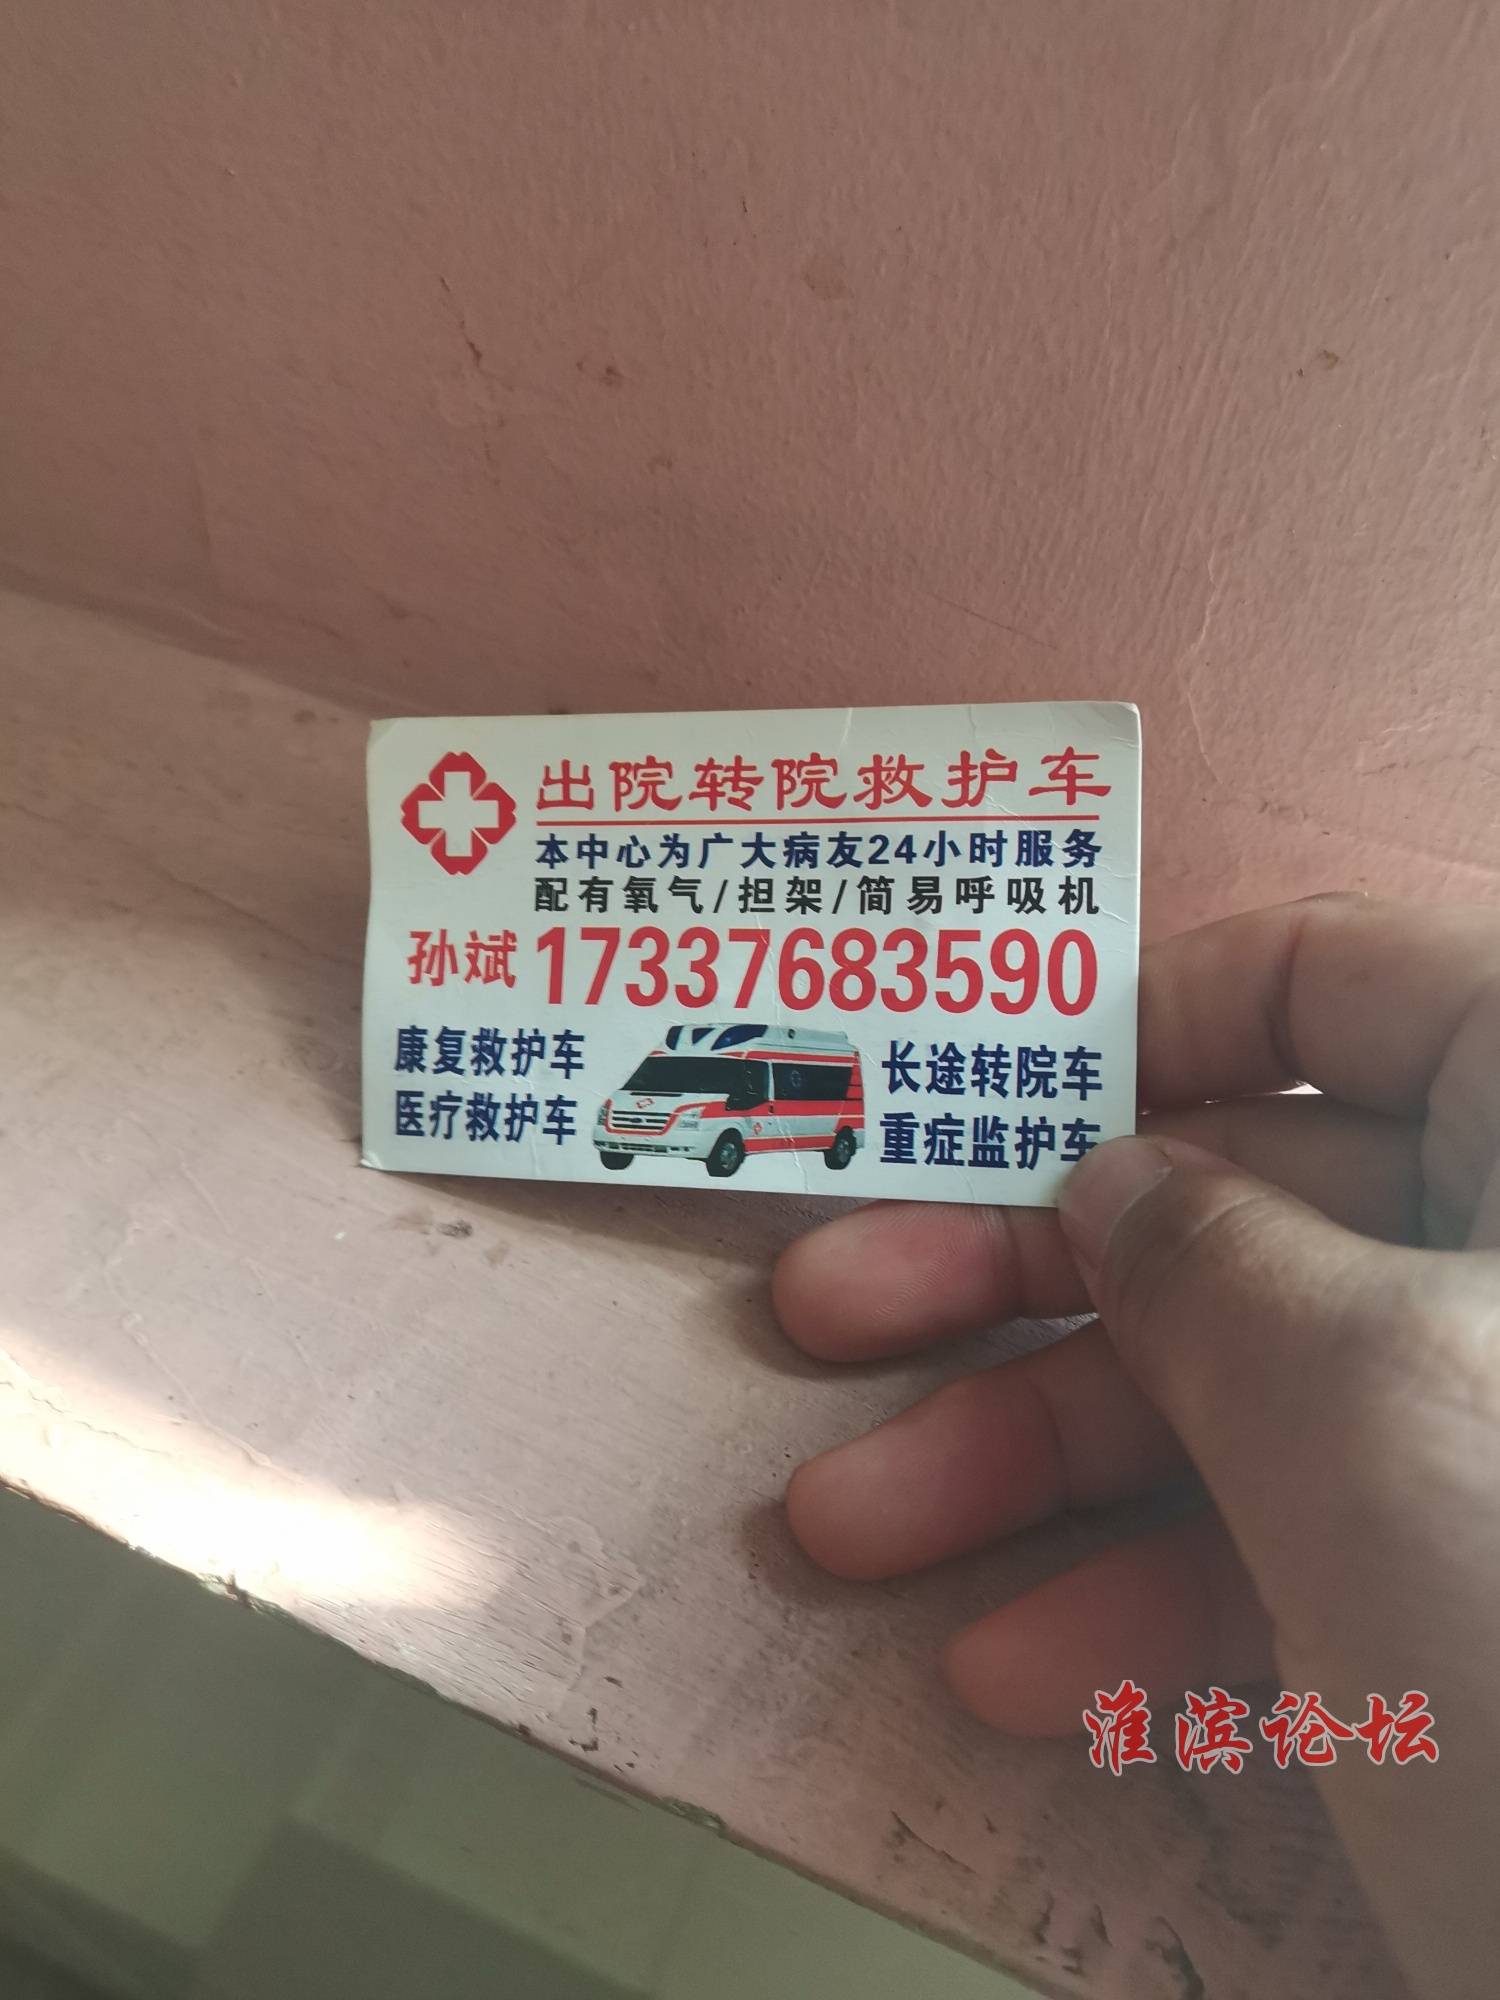 出院转院救护车
本中心为广大病友24小时服务
配有氧气/担架/简易呼吸机
孙斌 17337683590
康复救护车
医疗救护车
长途转院车
重症监护车
淮滨论坛